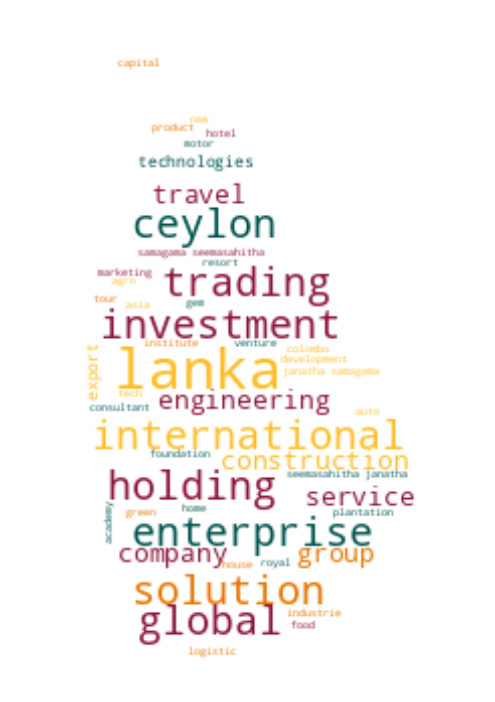 capital
new
product
hotel
motor
technologies
travel
ceylon
samagama seemasahitha
resort
marketing
trading
agro
tour
asia
gem
investment
institute
venture
colombo
development
export
lanka
janatha samagama
tech
consultant
engineering
auto
international
foundation
construction
seemasahitha janatha
holding
service
academy
green
home
plantation
enterprise
company
group
house
royal
solution
global
industrie
food
logistic